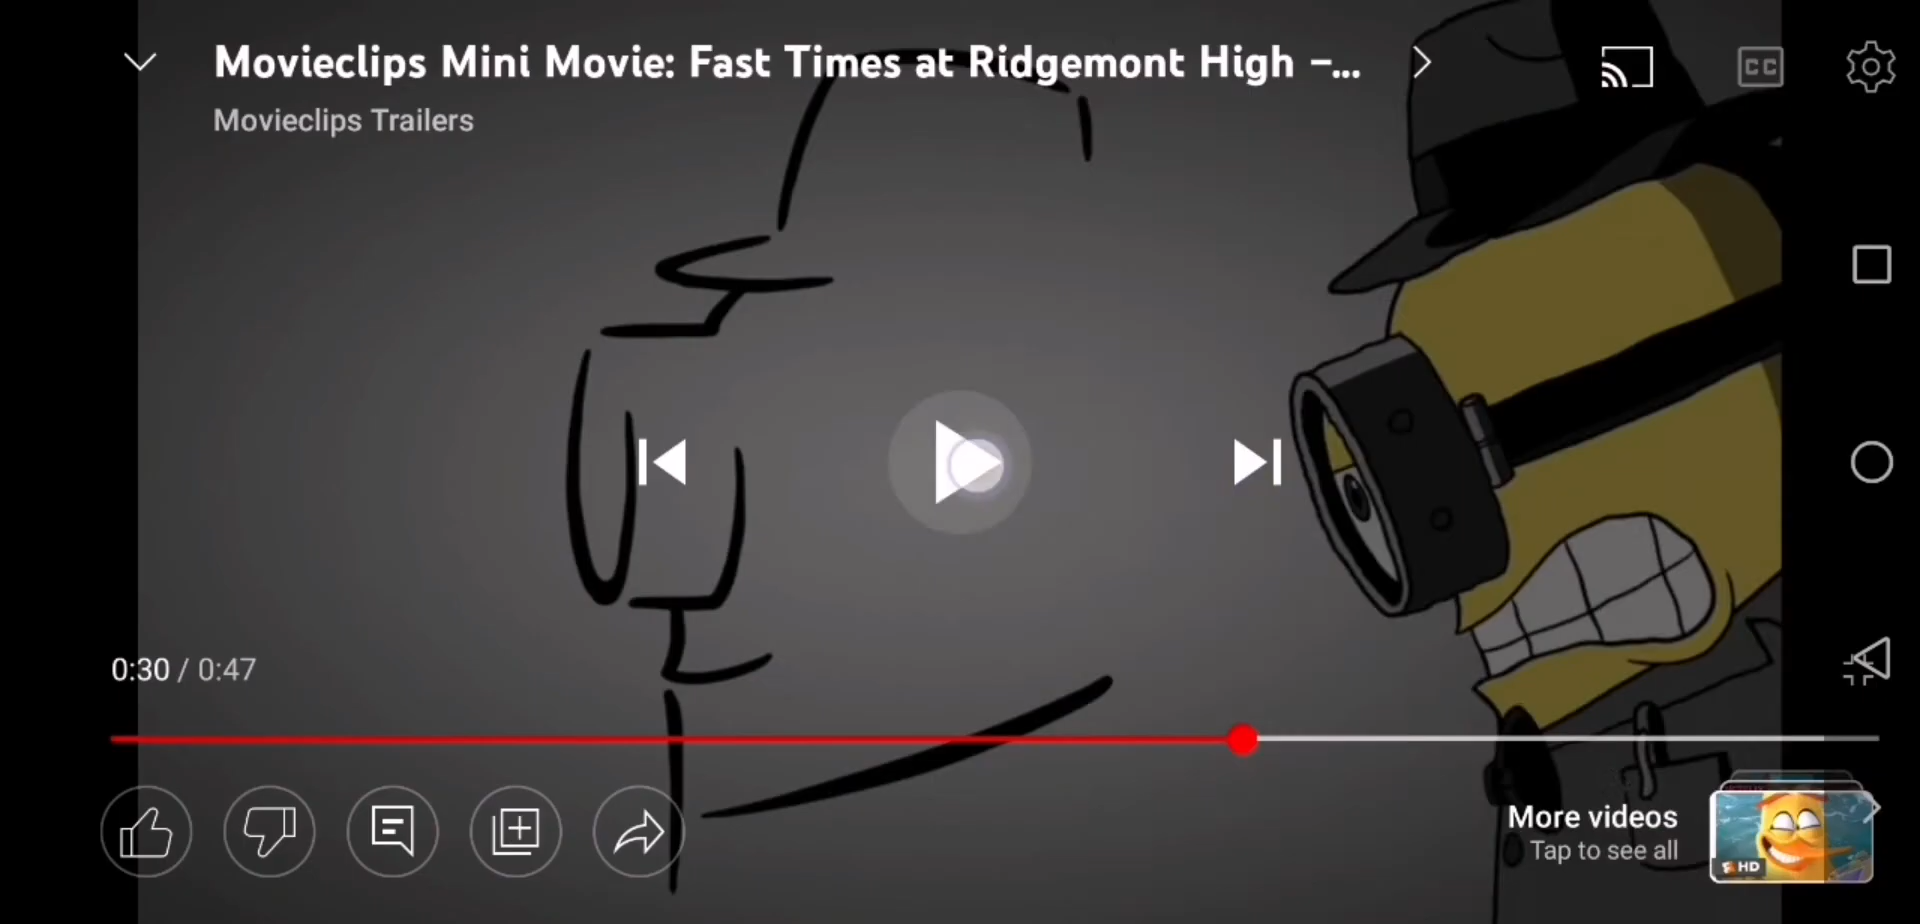 Movieclips Mini Movie: Fast Times at Ridgemont High –...
CC
Movieclips Trailers
0:30 / 0:47
More videos
Tap to see all
HD